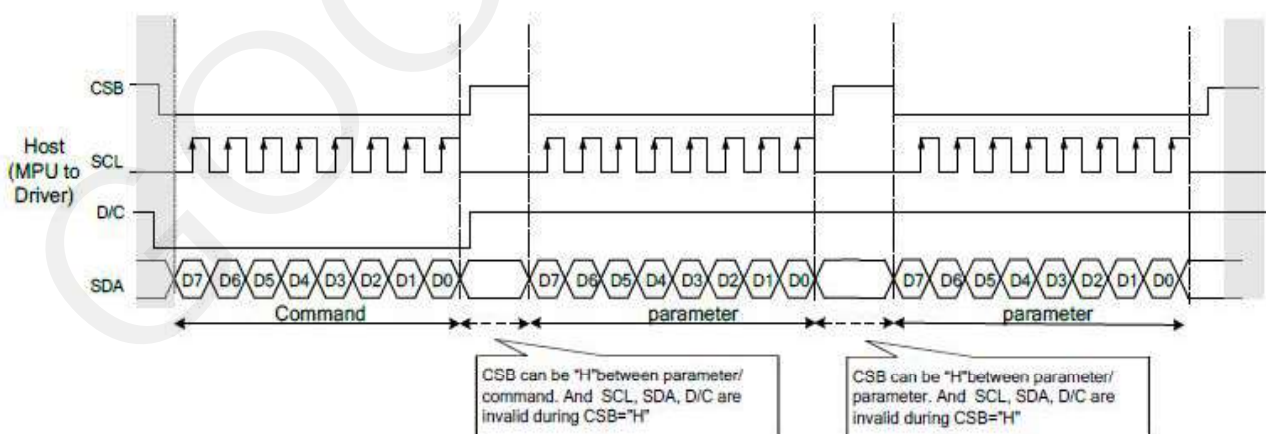 CSB
Host
(MPU to
Driver)
SCL
D/C
SDA
D7 D6 D5 D4 D3 D2 D1 D0
D7 D6 D5 D4 D3 D2 D1 D0
D7 D6 D5 D4 D3 D2 D1 D0
Command
parameter
parameter
CSB can be "H"between parameter/
command. And SCL, SDA, D/C are
invalid during CSB="H"
CSB can be "H"between parameter/
parameter. And SCL, SDA, D/C are
invalid during CSB="H"